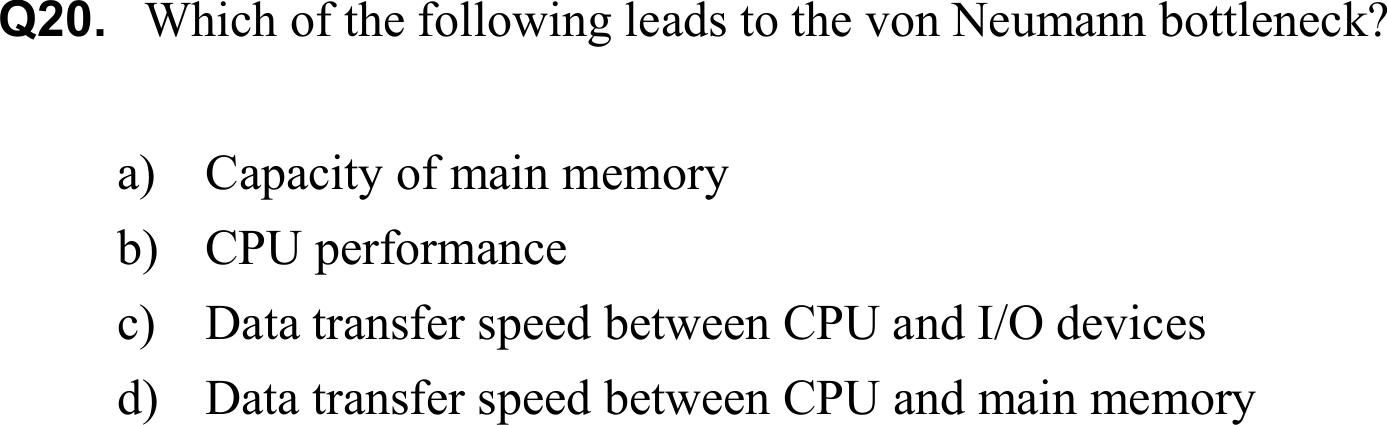 Q20. Which of the following leads to the von Neumann bottleneck?
a) Capacity of main memory
b) CPU performance
c) Data transfer speed between CPU and I/O devices
d) Data transfer speed between CPU and main memory